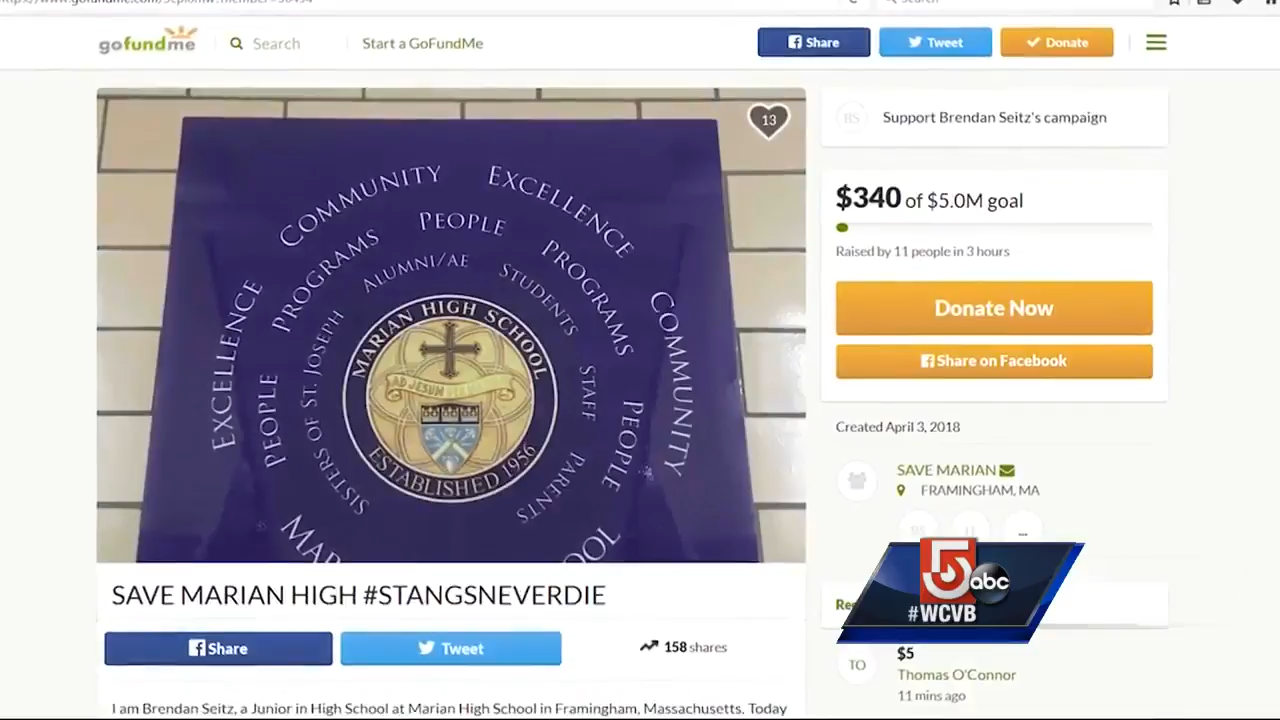 gofundme
Search
Start a GoFundMe
Share
Tweet
Donate
13
COMMUNITY EXCELLENCE
EXCELLENCE
COMMUNITY
PROGRAMS PEOPLE PROGRAMS
PEOPLE
PEOPLE
ALUMNI/AE STUDENTS
SISTERS OF ST. JOSEPH
STAFF
PARENTS
MARIAN HIGH SCHOOL
AD JESUM
ESTABLISHED 1956
BS
Support Brendan Seitz's campaign
$340 of $5.0M goal
Raised by 11 people in 3 hours
Donate Now
Share on Facebook
Created April 3, 2018
SAVE MARIAN
FRAMINGHAM, MA
5 abc
#WCVB
SAVE MARIAN HIGH #STANGSNEVERDIE
Share
Tweet
158 shares
$5
TO
Thomas O'Connor
11 mins ago
I am Brendan Seitz, a Junior in High School at Marian High School in Framingham, Massachusetts. Today